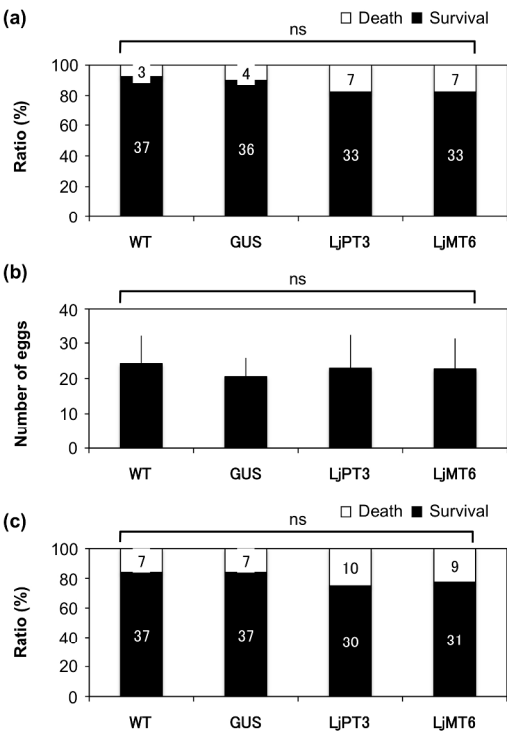 (a)
□ Death ■ Survival
ns
Ratio (%)
100
80
60
40
20
0
3
4
7
7
37
36
33
33
WT GUS LjPT3 LjMT6
(b)
ns
Number of eggs
40
30
20
10
0
WT GUS LjPT3 LjMT6
(c)
□ Death ■ Survival
ns
Ratio (%)
100
80
60
40
20
0
7
7
10
9
37
37
30
31
WT GUS LjPT3 LjMT6